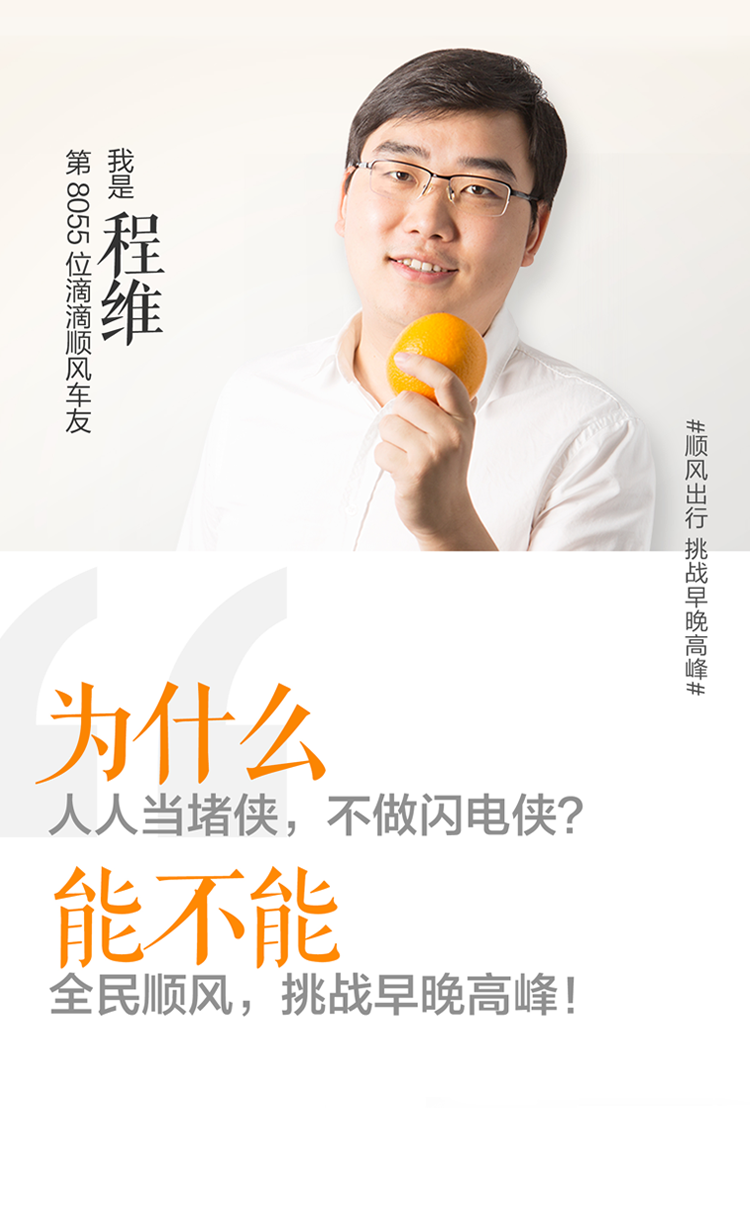 我是 程维
第 8055 位滴滴顺风车友
#顺风出行 挑战早晚高峰#
为什么
人人当堵侠，不做闪电侠？
能不能
全民顺风，挑战早晚高峰！